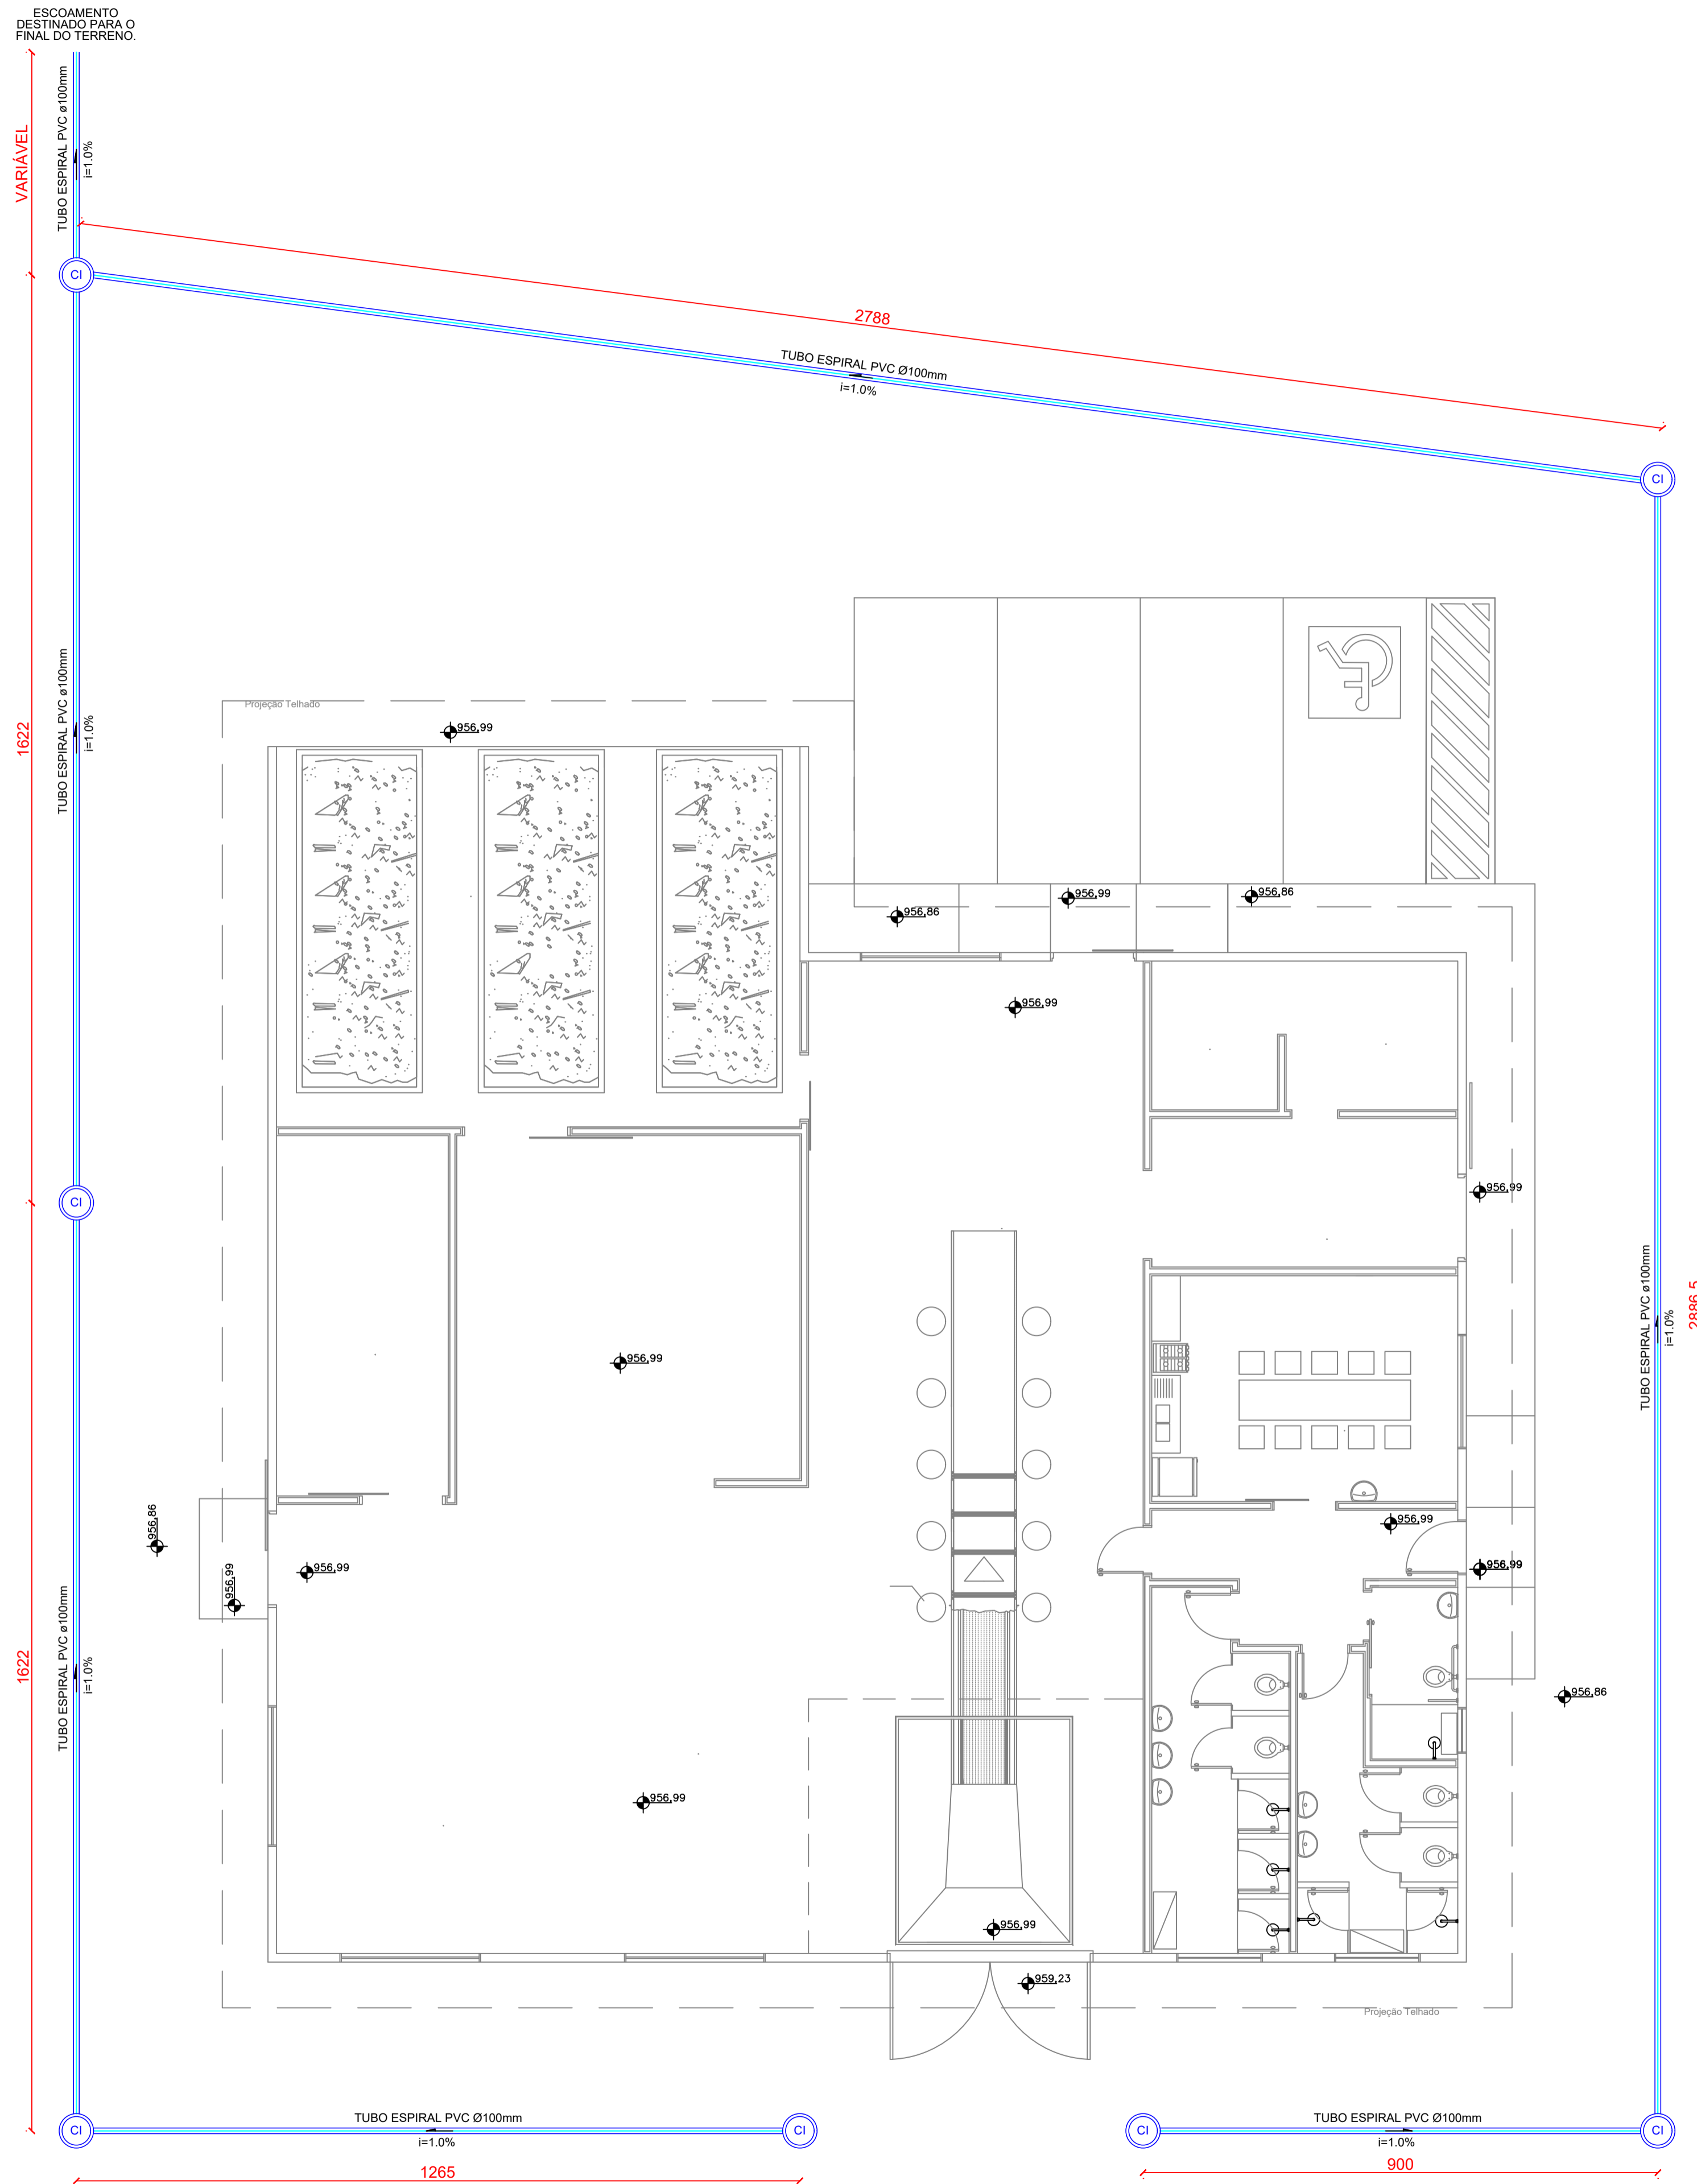 ESCOAMENTO
DESTINADO PARA O
FINAL DO TERRENO.
VARIÁVEL
TUBO ESPIRAL PVC ø100mm
i=1.0%
CI
2788
TUBO ESPIRAL PVC Ø100mm
i=1.0%
CI
1622
TUBO ESPIRAL PVC ø100mm
i=1.0%
Projeção Telhado
956,99
956,86
956,99
956,86
956,99
CI
956,99
TUBO ESPIRAL PVC ø100mm
i=1.0%
2886,5
956,99
956,86
956,99
956,99
956,99
956,99
956,86
1622
TUBO ESPIRAL PVC ø100mm
i=1.0%
956,99
956,99
959,23
Projeção Telhado
CI
TUBO ESPIRAL PVC Ø100mm
i=1.0%
CI
CI
TUBO ESPIRAL PVC Ø100mm
i=1.0%
CI
1265
900